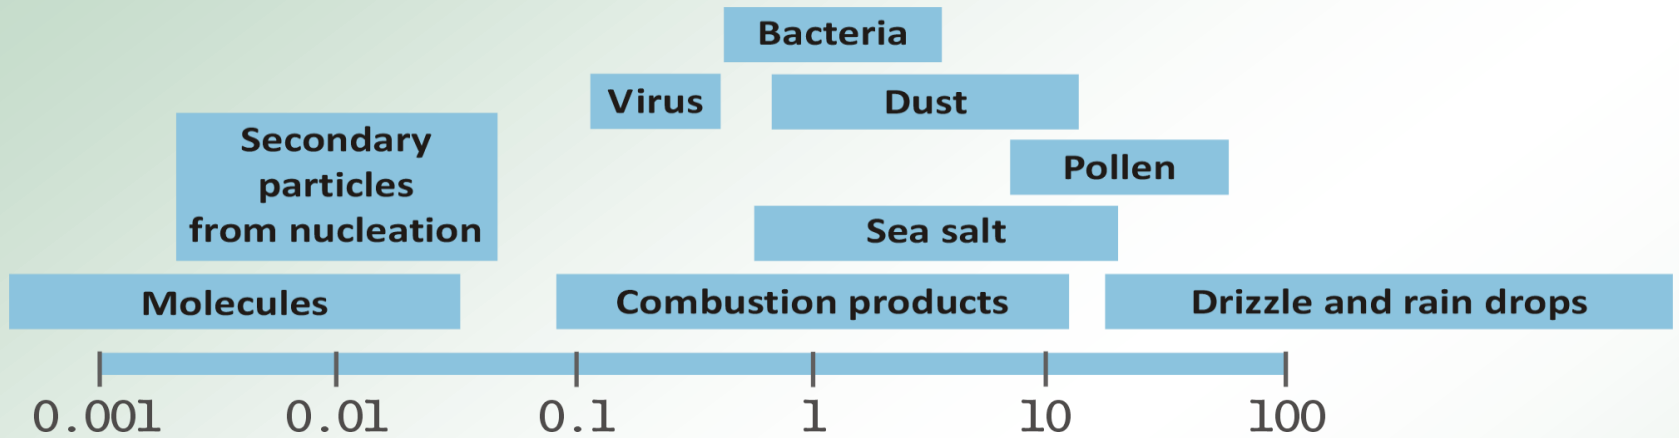 Bacteria
Virus
Dust
Secondary
particles
from nucleation
Pollen
Sea salt
Molecules
Combustion products
Drizzle and rain drops
0.001
0.01
0.1
1
10
100